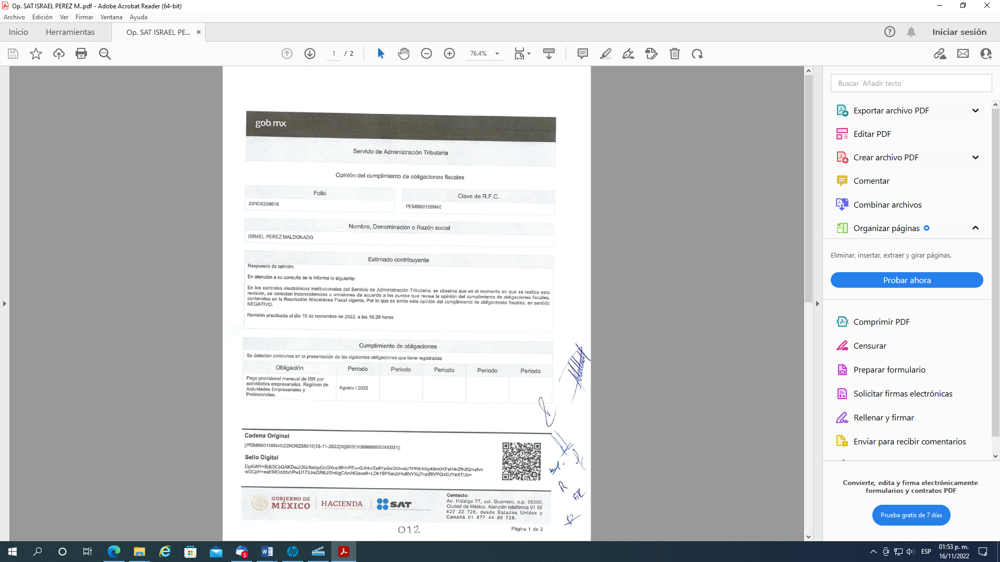 Op. SAT ISRAEL PEREZ M..pdf - Adobe Acrobat Reader (64-bit)
Archivo Edición Ver Firmar Ventana Ayuda
Inicio Herramientas Op. SAT ISRAEL PE... Iniciar sesión
1 / 2 76.4%
gob mx
Servicio de Administración Tributaria
Opinión del cumplimiento de obligaciones fiscales
Folio
22ND6258616
Clave de R.F.C.
PEMI860106N40
Nombre, Denominación o Razón social
ISRAEL PEREZ MALDONADO
Estimado contribuyente
Respuesta de opinión:
En atención a su consulta se le informa lo siguiente:
En los controles electrónicos institucionales del Servicio de Administración Tributaria, se observa que en el momento en que se realiza esta
revisión, se detectan inconsistencias u omisiones de acuerdo a los puntos que revisa la opinión del cumplimiento de obligaciones fiscales,
contenidos en la Resolución Miscelánea Fiscal vigente. Por lo que se emite esta opinión del cumplimiento de obligaciones fiscales, en sentido
NEGATIVO.
Revisión practicada el día 15 de noviembre de 2022, a las 16:29 horas
Cumplimiento de obligaciones
Se detectan omisiones en la presentación de las siguientes obligaciones que tiene registradas:
Obligación Periodo Periodo Periodo Periodo Periodo
Pago provisional mensual de ISR por
actividades empresariales. Régimen de
Actividades Empresariales y
Profesionales.
Agosto / 2022
Cadena Original
||PEMI860106N40|22ND6258616|15-11-2022|N||00001088888800000031||
Sello Digital
GOBIERNO DE
MÉXICO
HACIENDA
SAT
Contacto:
Av. Hidalgo 77, col. Guerrero, c.p. 06300,
Ciudad de México. Atención telefónica 01 55
627 22 728, desde Estados Unidos y
Canadá 01 877 44 88 728.
012
Página 1 de 2
Buscar 'Añadir texto'
Exportar archivo PDF
Editar PDF
Crear archivo PDF
Comentar
Combinar archivos
Organizar páginas
Eliminar, insertar, extraer y girar páginas.
Probar ahora
Comprimir PDF
Censurar
Preparar formulario
Solicitar firmas electrónicas
Rellenar y firmar
Enviar para recibir comentarios
Convierte, edita y firma electrónicamente
formularios y contratos PDF
Prueba gratis de 7 días
1
ESP
01:53 p. m.
16/11/2022